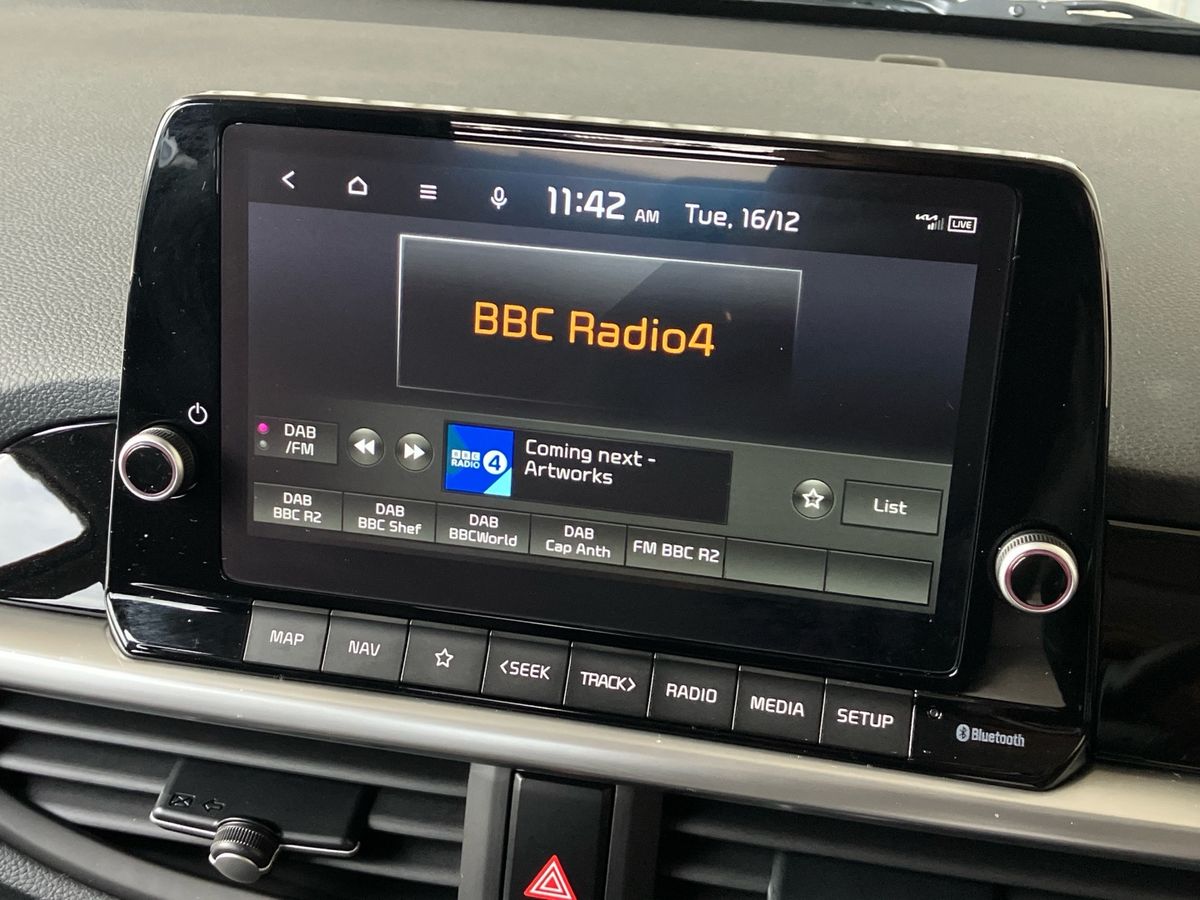 11:42 AM Tue, 16/12
KIA LIVE
BBC Radio4
DAB
/FM
BBC
RADIO 4
Coming next -
Artworks
List
DAB
BBC R2
DAB
BBC Shef
DAB
BBCWorld
DAB
Cap Anth
FM BBC R2
MAP
NAV
<SEEK
TRACK>
RADIO
MEDIA
SETUP
Bluetooth